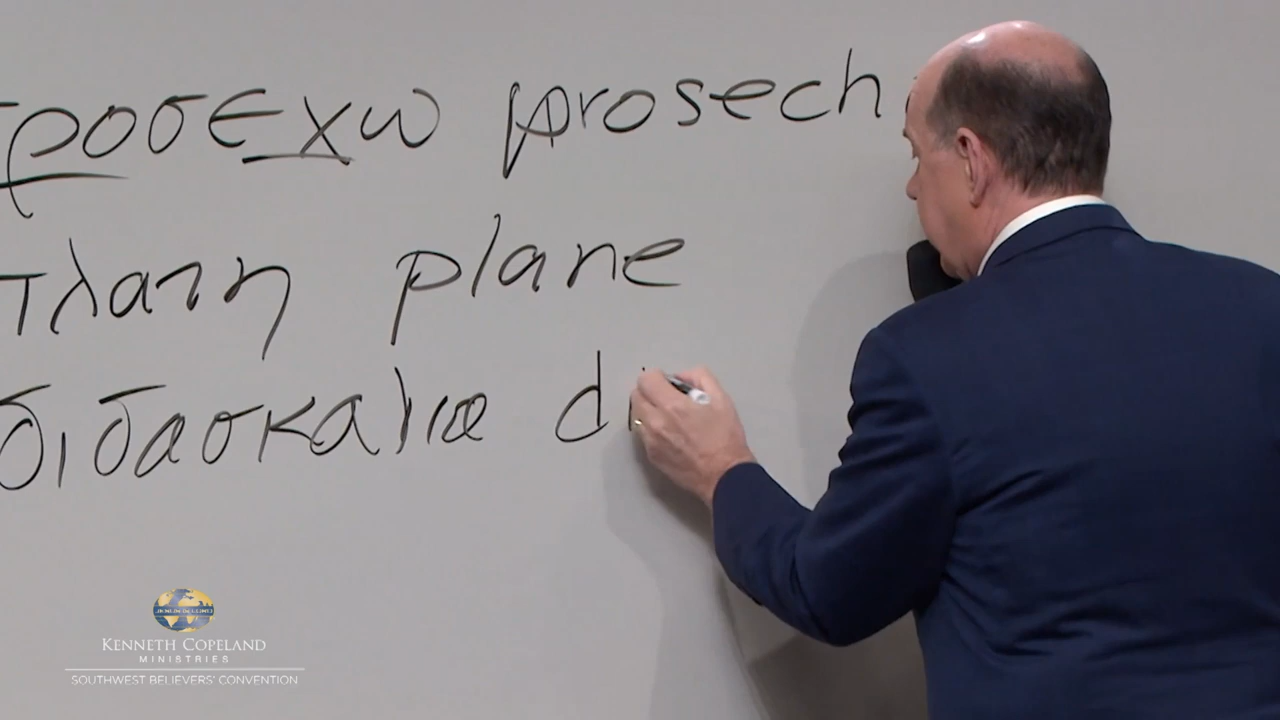 προσεχω prosech
πλανη plane
διδασκαλια di
KENNETH COPELAND
MINISTRIES
SOUTHWEST BELIEVERS' CONVENTION